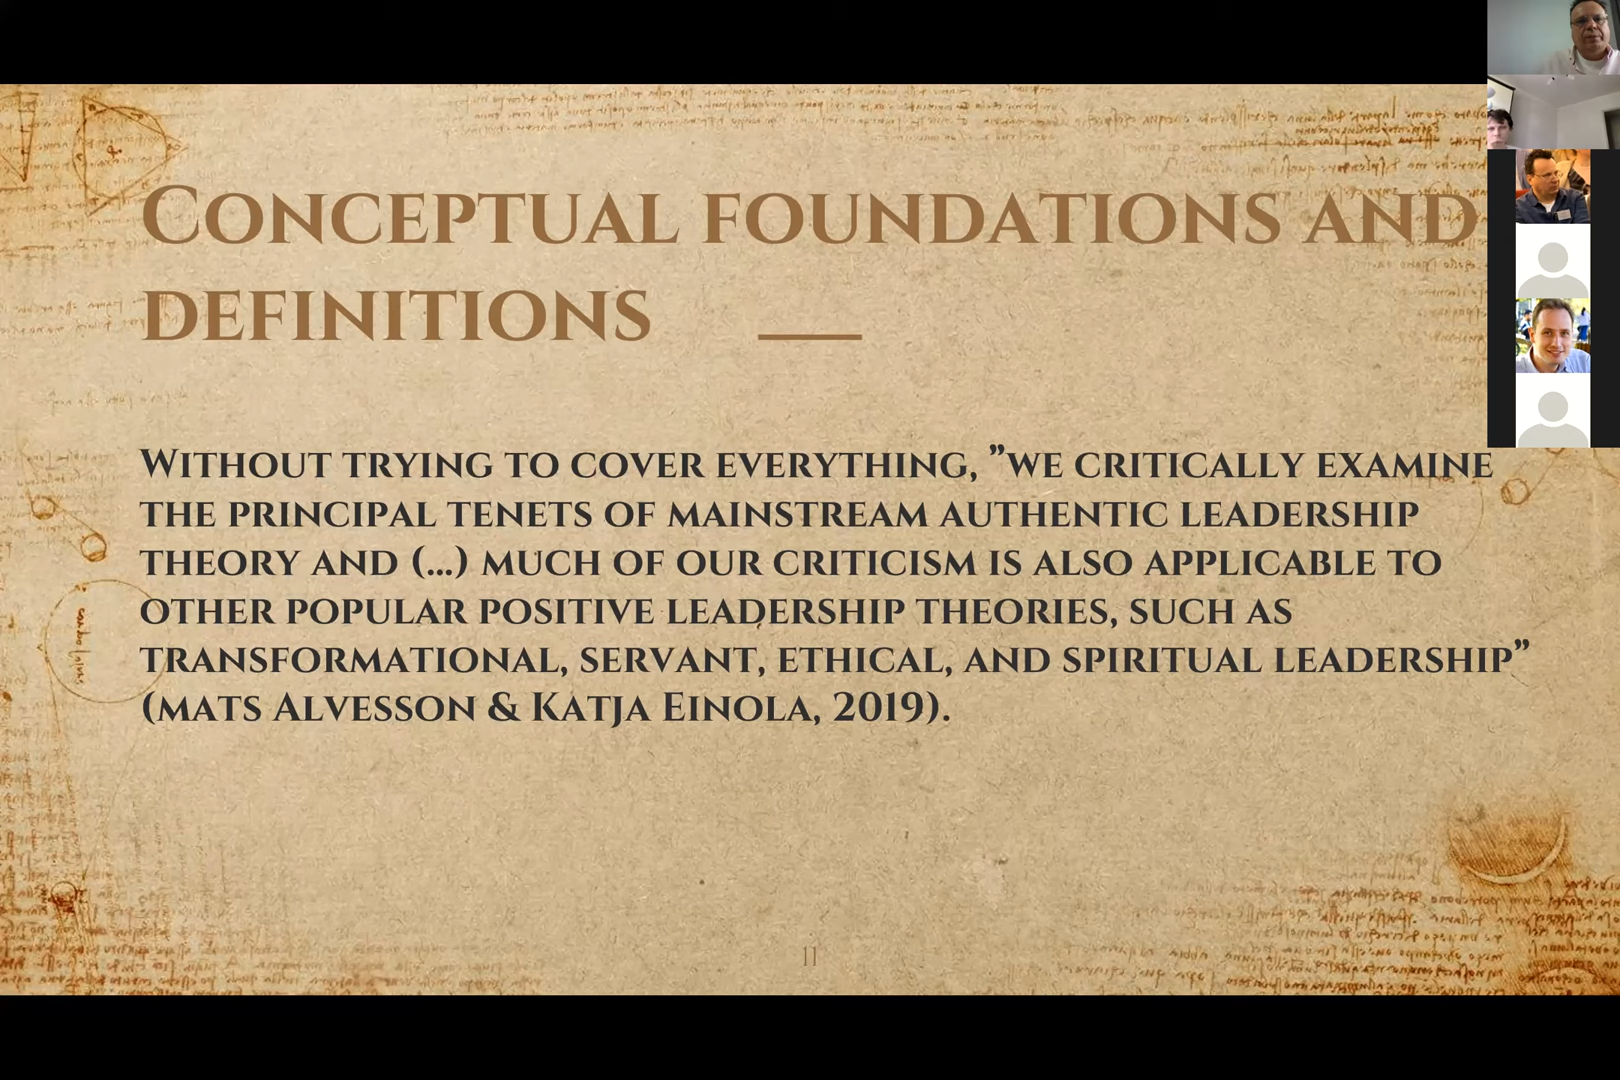 Conceptual foundations and
definitions
Without trying to cover everything, ”we critically examine
the principal tenets of mainstream authentic leadership
theory and (...) much of our criticism is also applicable to
other popular positive leadership theories, such as
transformational, servant, ethical, and spiritual leadership”
(mats Alvesson & Katja Einola, 2019).
11